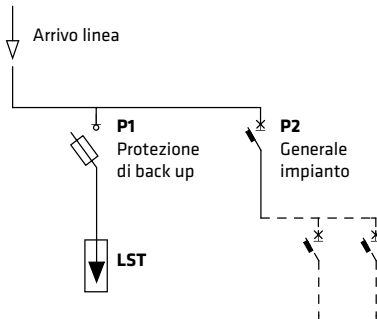 Arrivo linea
P1
Protezione
di back up
P2
Generale
impianto
LST